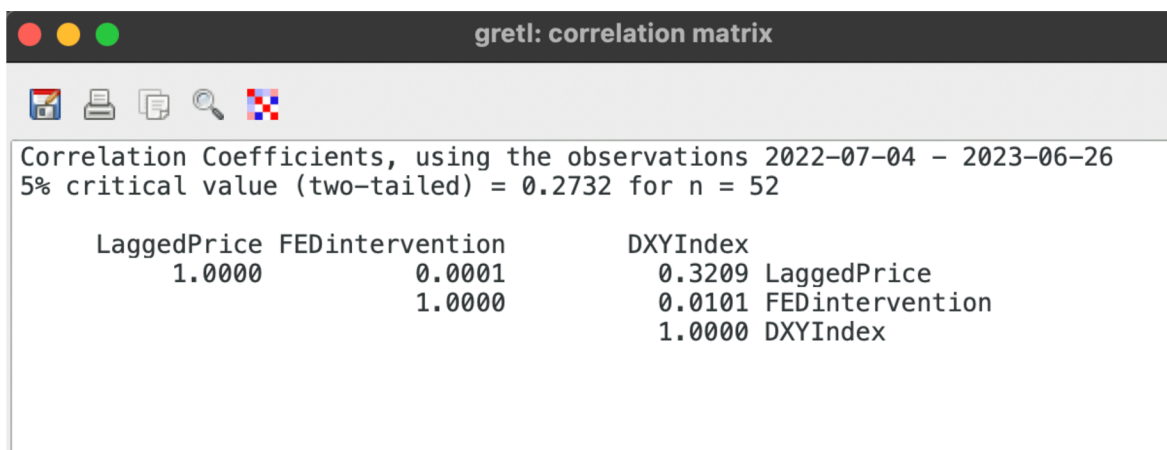 gretl: correlation matrix
Correlation Coefficients, using the observations 2022–07–04 – 2023–06–26
5% critical value (two–tailed) = 0.2732 for n = 52
LaggedPrice FEDintervention DXYIndex
1.0000 0.0001 0.3209 LaggedPrice
1.0000 0.0101 FEDintervention
1.0000 DXYIndex